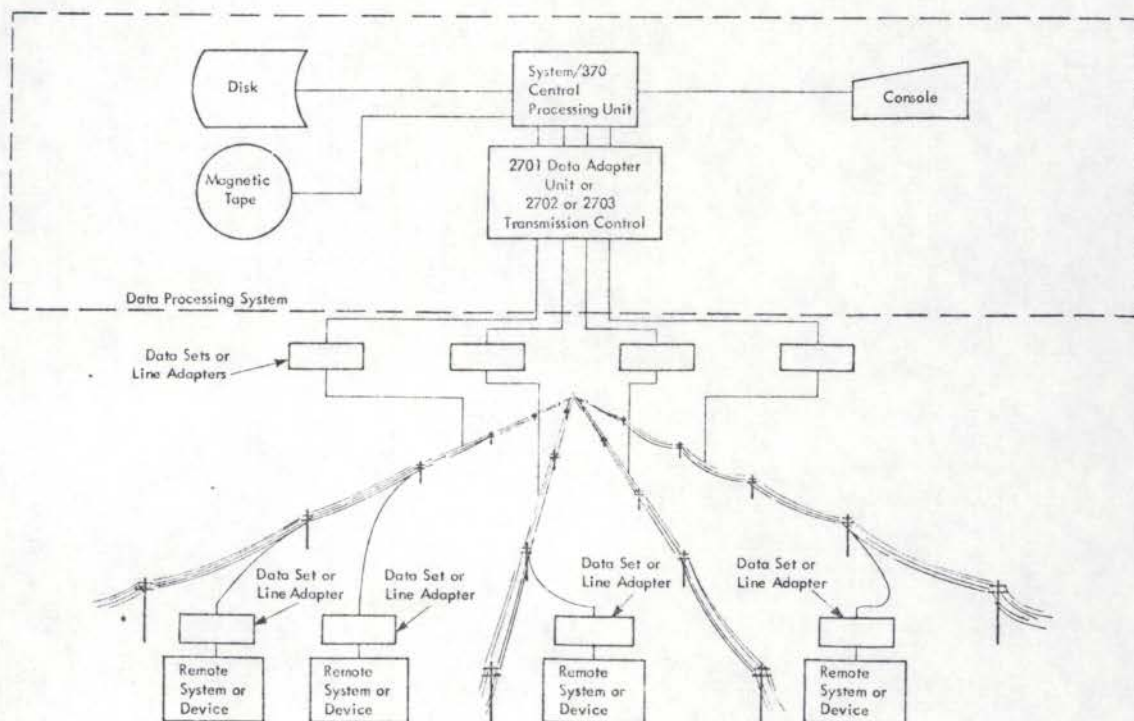 Disk
System/370
Central
Processing Unit
Console
Magnetic
Tape
2701 Data Adapter
Unit or
2702 or 2703
Transmission Control
Data Processing System
Data Sets or
Line Adapters
Data Set or
Line Adapter
Data Set or
Line Adapter
Data Set or
Line Adapter
Data Set or
Line Adapter
Remote
System or
Device
Remote
System or
Device
Remote
System or
Device
Remote
System or
Device